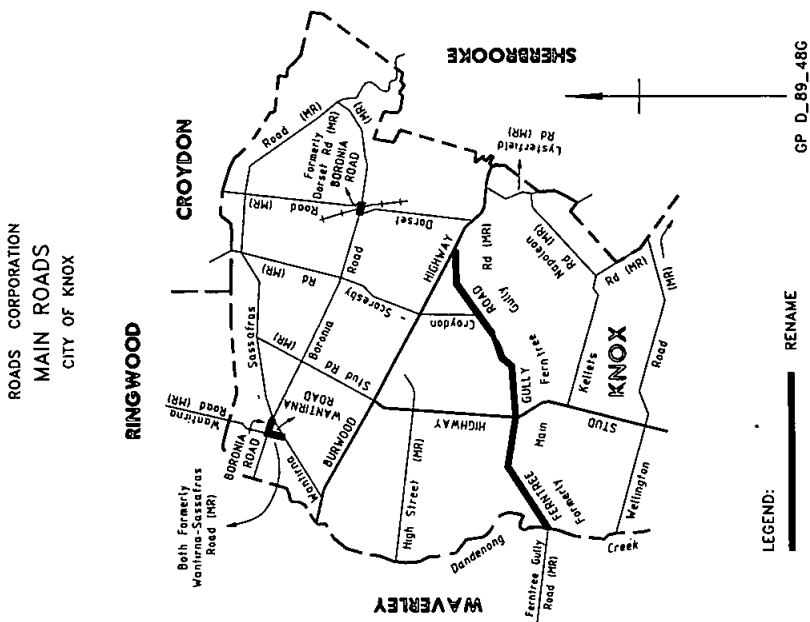 ROADS CORPORATION
MAIN ROADS
CITY OF KNOX
RINGWOOD
CROYDON
SHERBROOKE
WAVERLEY
KNOX
Wantirna
Road (MR)
BORONIA
ROAD
WANTIRNA
ROAD
Both Formerly
Wantirna-Sassafras
Road (MR)
Wantirna
Sassafras
Road (MR)
(MR)
Boronia
Road
Stud Rd
(MR)
BURWOOD
HIGHWAY
Scoresby
Rd (MR)
Dorset
Road (MR)
Formerly
Dorset Rd (MR)
BORONIA
ROAD
High Street (MR)
HIGHWAY
STUD
Croydon
Dandenong
Creek
Ferntree Gully
Road (MR)
FERNTREE
GULLY
ROAD
Formerly
Main
Ferntree
Gully
Rd (MR)
Lysterfield
Rd (MR)
Napoleon
Rd (MR)
Kellets
Rd (MR)
Wellington
Road
(MR)
LEGEND:
RENAME
GP D_89_48G